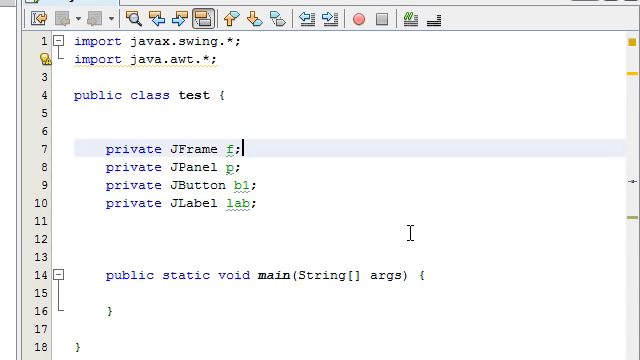 1 import javax.swing.*;
import java.awt.*;
3
4 public class test {
5
6
7 private JFrame f;
8 private JPanel p;
9 private JButton b1;
10 private JLabel lab;
11
12
13
14 public static void main(String[] args) {
15
16 }
17
18 }